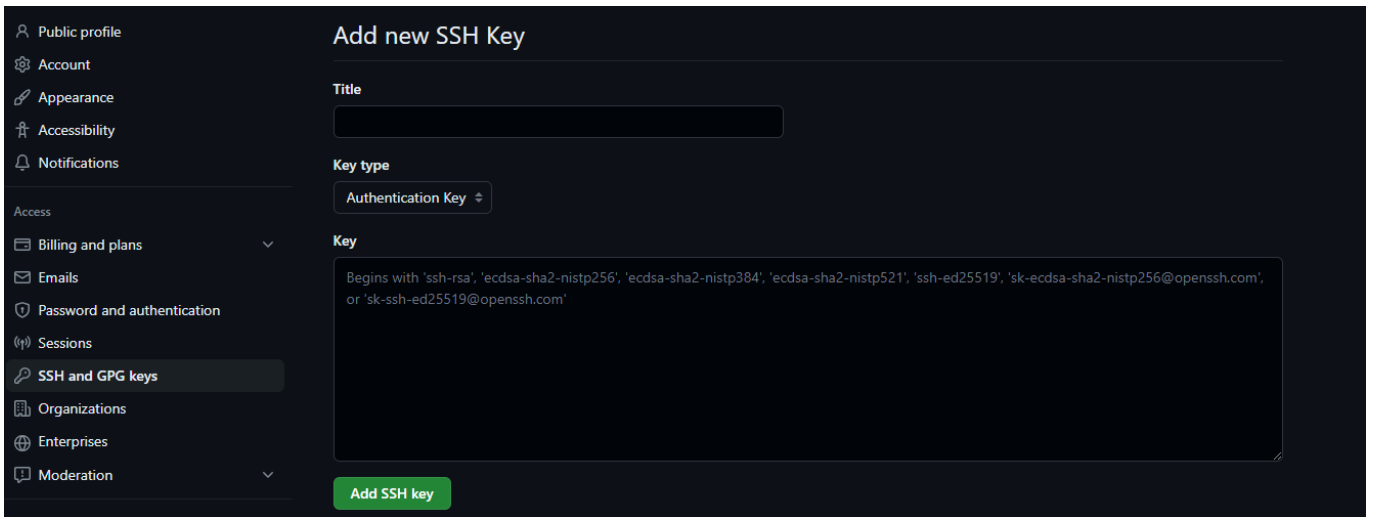 Public profile
Account
Appearance
Accessibility
Notifications
Access
Billing and plans
Emails
Password and authentication
Sessions
SSH and GPG keys
Organizations
Enterprises
Moderation
Add new SSH Key
Title
Key type
Authentication Key
Key
Begins with 'ssh-rsa', 'ecdsa-sha2-nistp256', 'ecdsa-sha2-nistp384', 'ecdsa-sha2-nistp521', 'ssh-ed25519', 'sk-ecdsa-sha2-nistp256@openssh.com',
or 'sk-ssh-ed25519@openssh.com'
Add SSH key